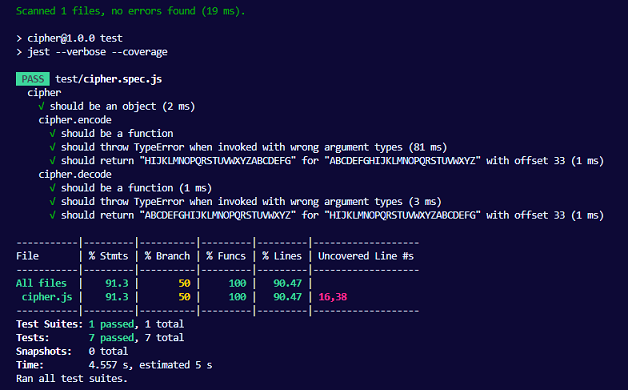 Scanned 1 files, no errors found (19 ms).
> cipher@1.0.0 test
> jest --verbose --coverage
PASS test/cipher.spec.js
cipher
√ should be an object (2 ms)
cipher.encode
√ should be a function
√ should throw TypeError when invoked with wrong argument types (81 ms)
√ should return "HIJKLMNOPQRSTUVWXYZABCDEFG" for "ABCDEFGHIJKLMNOPQRSTUVWXYZ" with offset 33 (1 ms)
cipher.decode
√ should be a function (1 ms)
√ should throw TypeError when invoked with wrong argument types (3 ms)
√ should return "ABCDEFGHIJKLMNOPQRSTUVWXYZ" for "HIJKLMNOPQRSTUVWXYZABCDEFG" with offset 33 (1 ms)
-----------|---------|----------|---------|---------|-------------------
File | % Stmts | % Branch | % Funcs | % Lines | Uncovered Line #s
-----------|---------|----------|---------|---------|-------------------
All files | 91.3 | 50 | 100 | 90.47 |
cipher.js | 91.3 | 50 | 100 | 90.47 | 16,38
-----------|---------|----------|---------|---------|-------------------
Test Suites: 1 passed, 1 total
Tests: 7 passed, 7 total
Snapshots: 0 total
Time: 4.557 s, estimated 5 s
Ran all test suites.